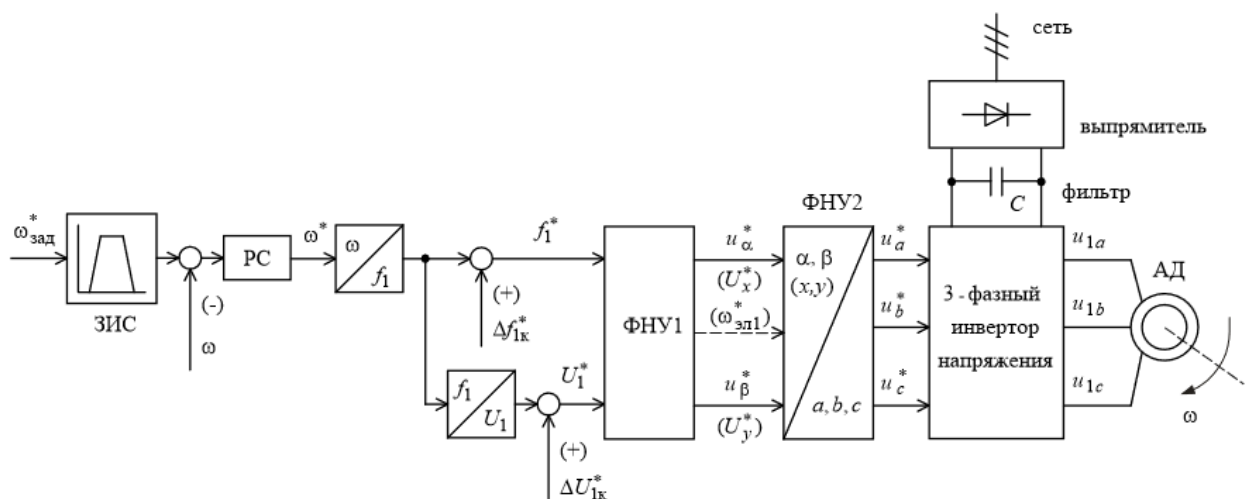 сеть
выпрямитель
фильтр
C
ФНУ2
ω*зад
ЗИС
(-)
ω
РС
ω*
ω
f1
f1*
(+)
Δf*1к
f1
U1
U1*
(+)
ΔU*1к
ФНУ1
u*α
(U*x)
(ω*эл1)
u*β
(U*y)
α, β
(x,y)
a, b, c
u*a
u*b
u*c
3 - фазный
инвертор
напряжения
u1a
u1b
u1c
АД
ω